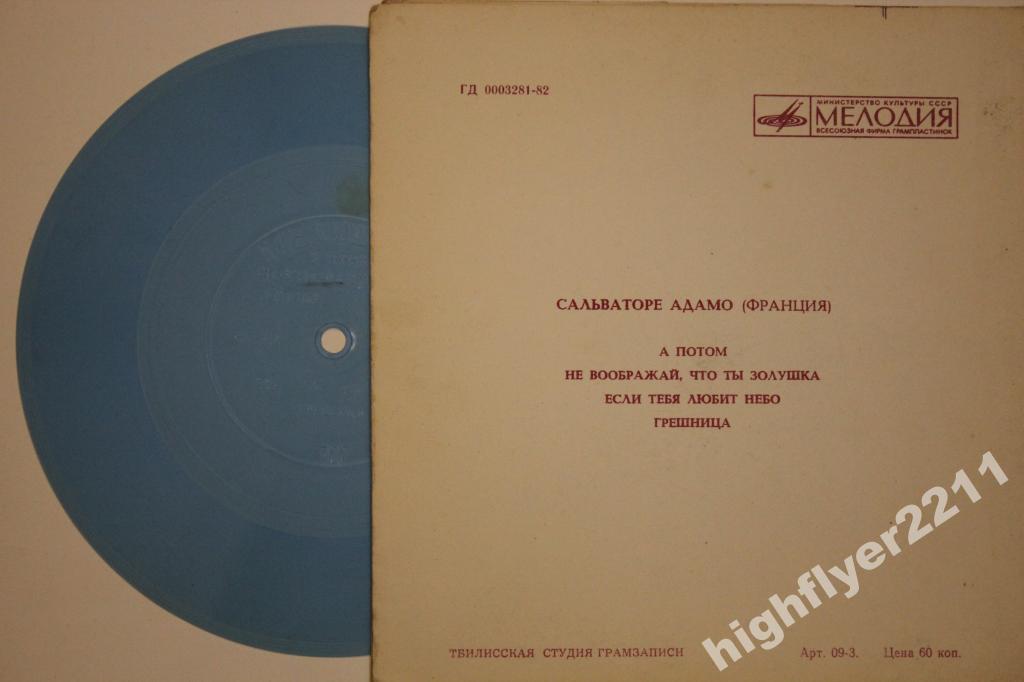 ГД 0003281-82
МИНИСТЕРСТВО КУЛЬТУРЫ СССР
МЕЛОДИЯ
ВСЕСОЮЗНАЯ ФИРМА ГРАМПЛАСТИНОК
САЛЬВАТОРЕ АДАМО (ФРАНЦИЯ)
А ПОТОМ
НЕ ВООБРАЖАЙ, ЧТО ТЫ ЗОЛУШКА
ЕСЛИ ТЕБЯ ЛЮБИТ НЕБО
ГРЕШНИЦА
ТБИЛИССКАЯ СТУДИЯ ГРАМЗАПИСИ Арт. 09-3. Цена 60 коп.
highflyer2211